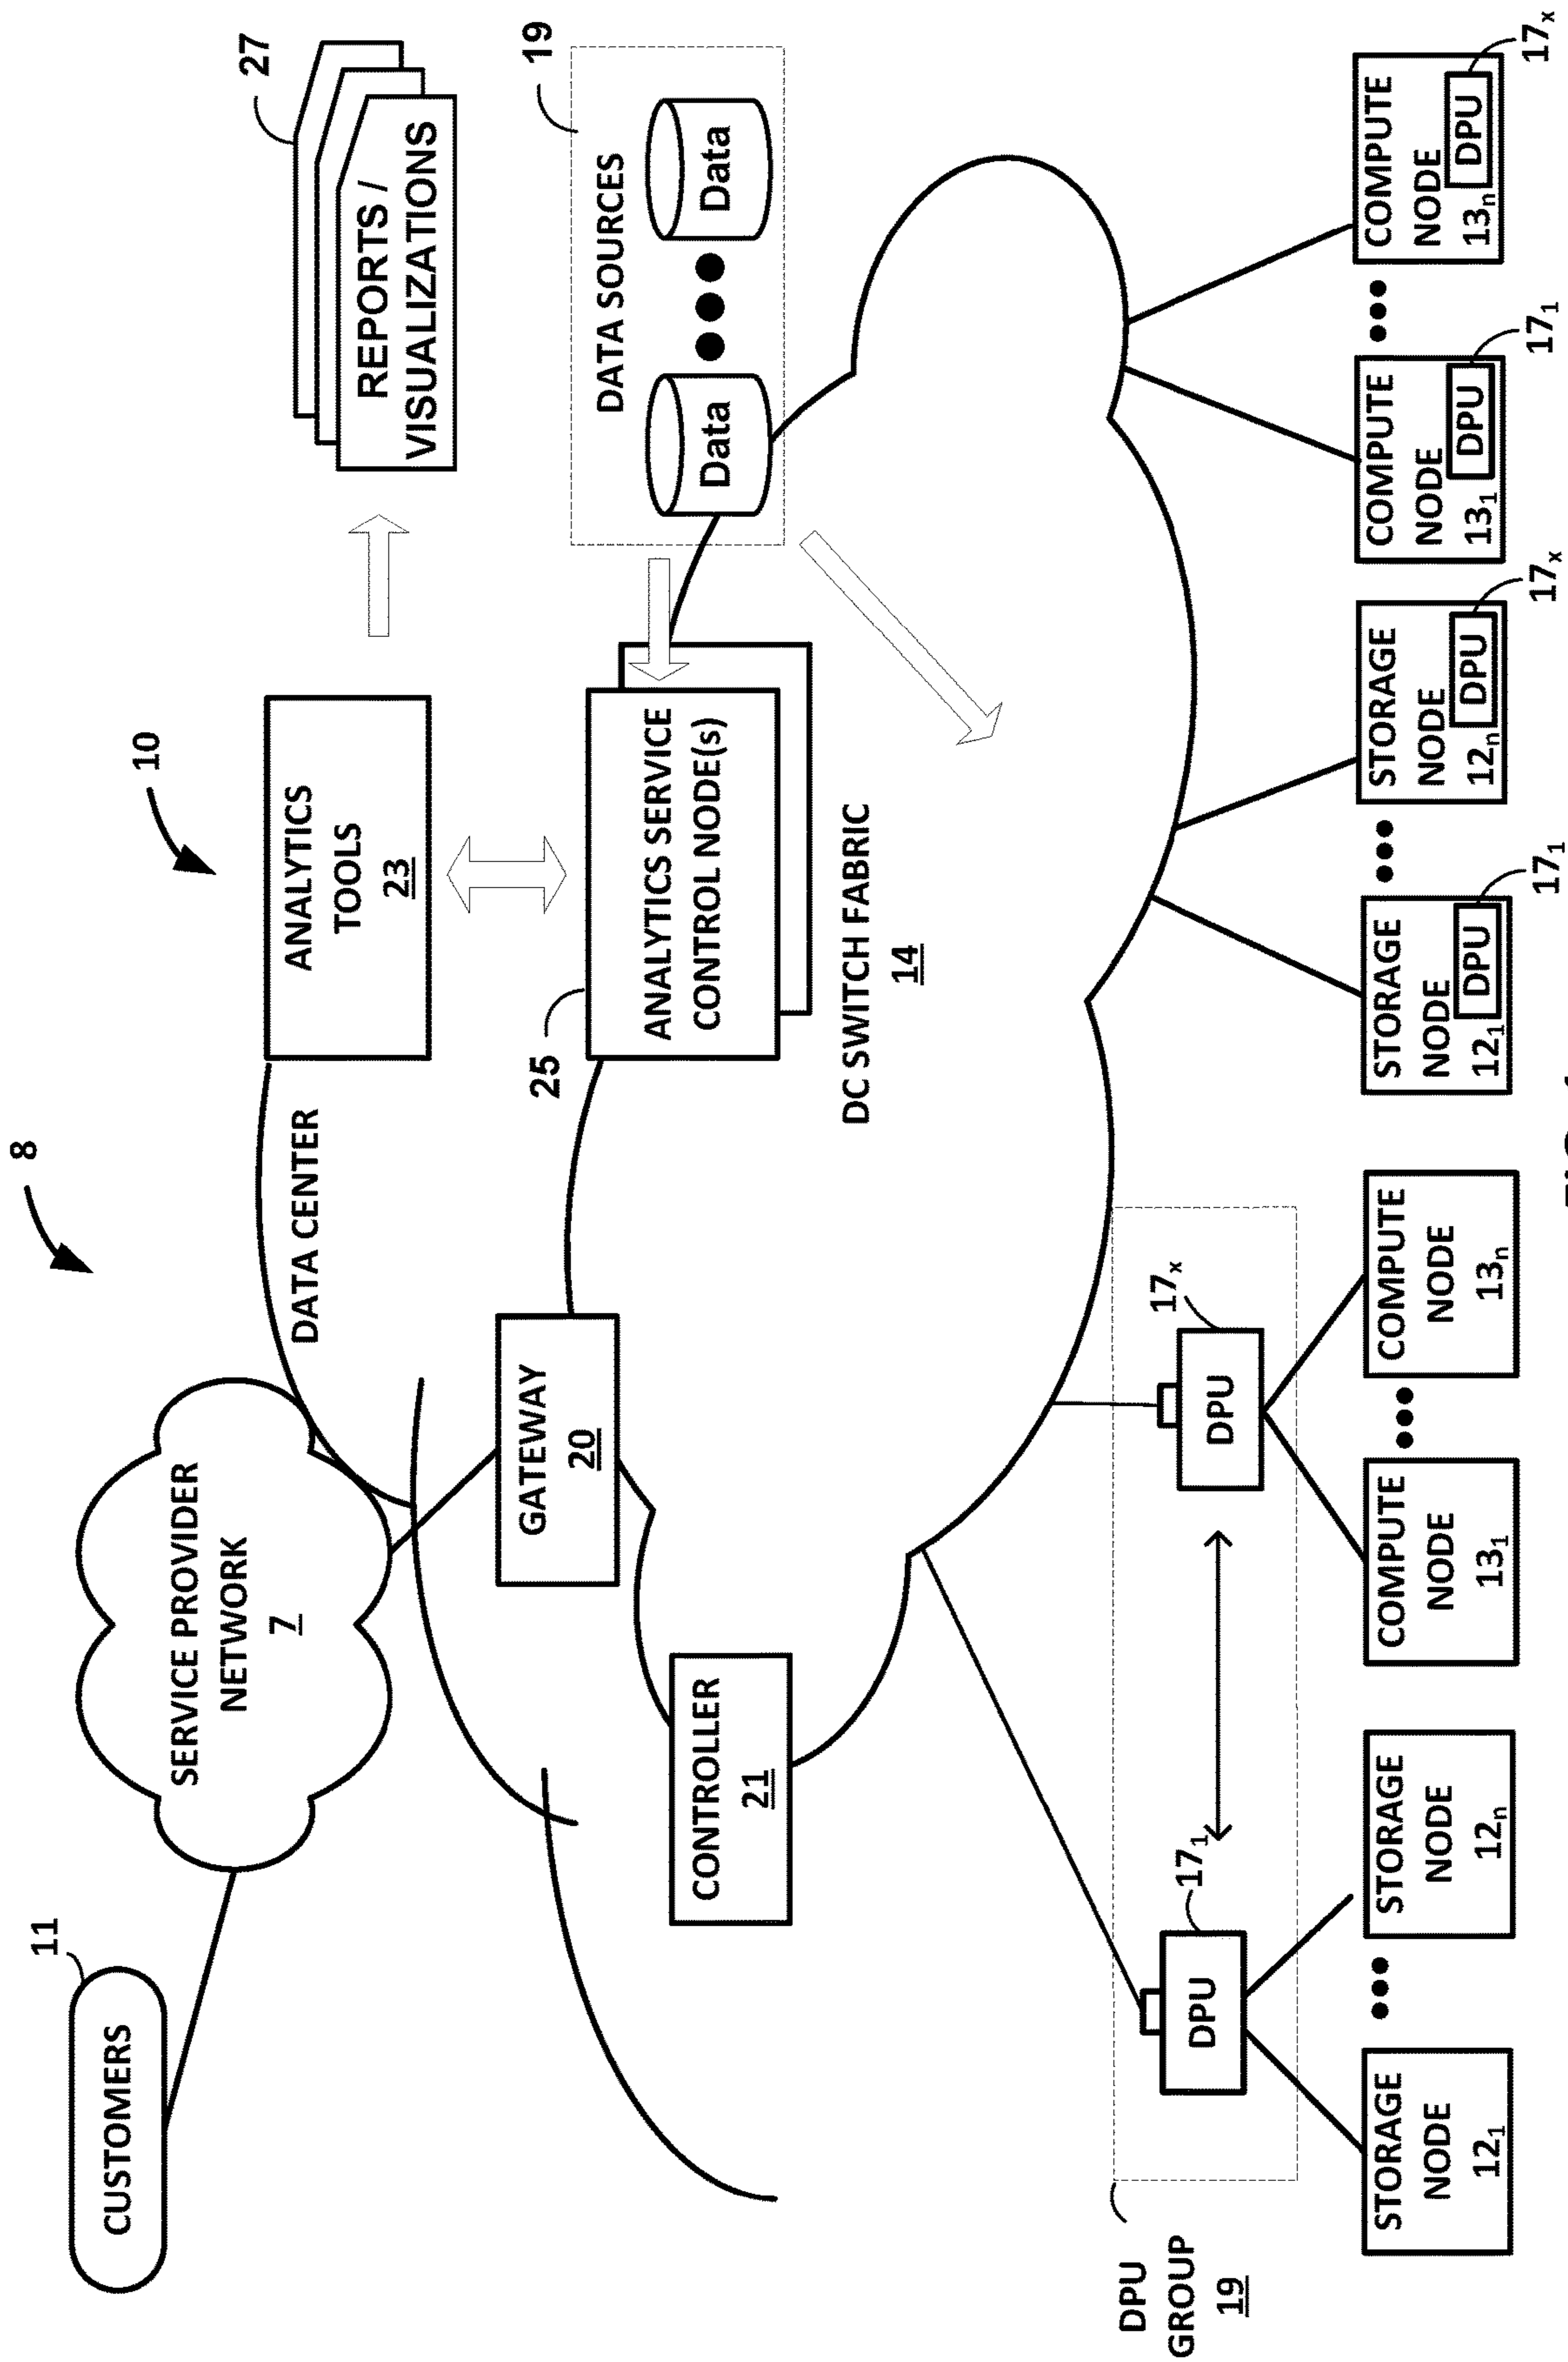 8
10
CUSTOMERS
11
SERVICE PROVIDER
NETWORK
7
DATA CENTER
ANALYTICS
TOOLS
23
REPORTS /
VISUALIZATIONS
27
GATEWAY
20
25
ANALYTICS SERVICE
CONTROL NODE(s)
DATA SOURCES
19
Data
Data
CONTROLLER
21
DC SWITCH FABRIC
14
DPU
GROUP
19
DPU
17₁
DPU
17ₓ
STORAGE
NODE
12₁
STORAGE
NODE
12ₙ
COMPUTE
NODE
13₁
COMPUTE
NODE
13ₙ
STORAGE
NODE
12₁
DPU
17₁
STORAGE
NODE
12ₙ
DPU
17ₓ
COMPUTE
NODE
13₁
DPU
17₁
COMPUTE
NODE
13ₙ
DPU
17ₓ